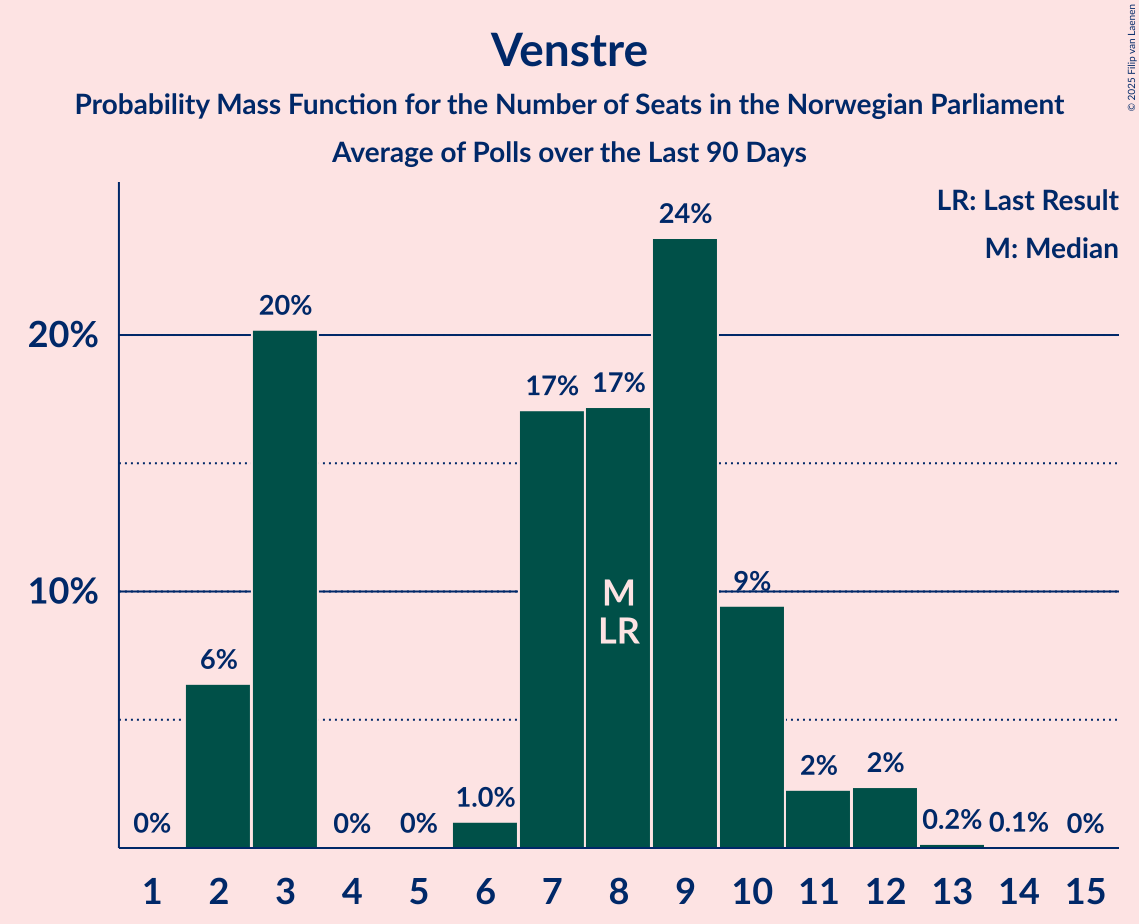 Venstre
Probability Mass Function for the Number of Seats in the Norwegian Parliament
Average of Polls over the Last 90 Days
© 2025 Filip van Laenen
LR: Last Result
M: Median
20%
10%
0%
6%
20%
0%
0%
1.0%
17%
17%
24%
9%
2%
2%
0.2%
0.1%
0%
M
LR
1 2 3 4 5 6 7 8 9 10 11 12 13 14 15